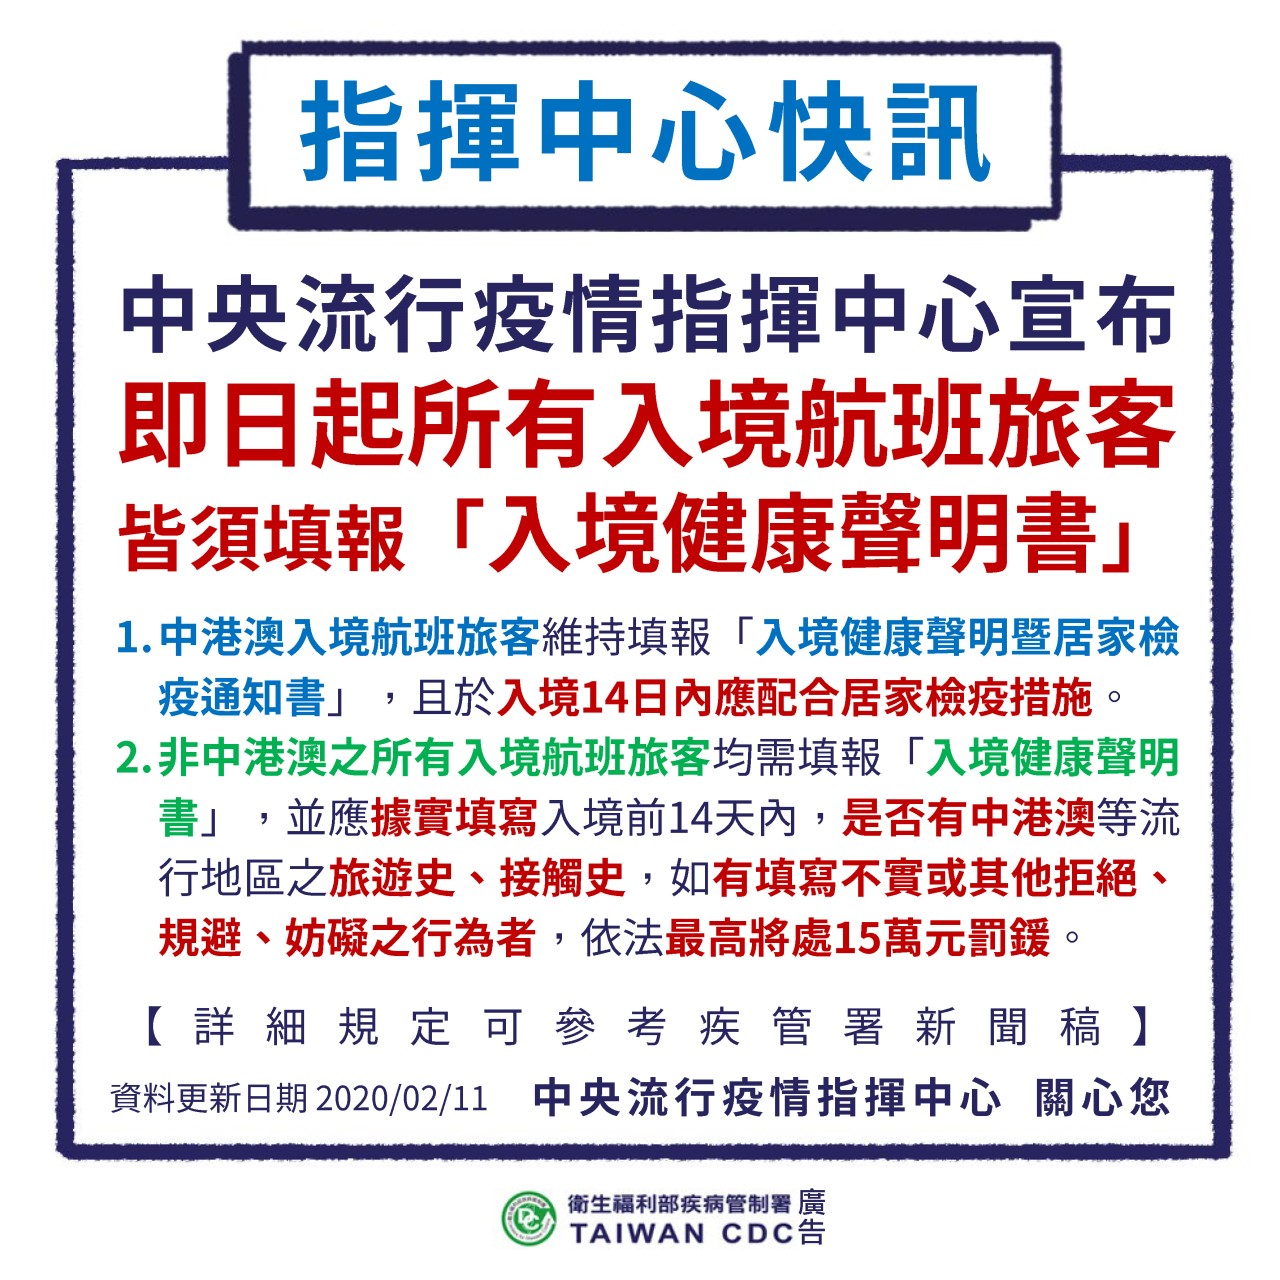 指揮中心快訊
中央流行疫情指揮中心宣布
即日起所有入境航班旅客
皆須填報「入境健康聲明書」
1.中港澳入境航班旅客維持填報「入境健康聲明暨居家檢
疫通知書」，且於入境14日內應配合居家檢疫措施。
2.非中港澳之所有入境航班旅客均需填報「入境健康聲明
書」，並應據實填寫入境前14天內，是否有中港澳等流
行地區之旅遊史、接觸史，如有填寫不實或其他拒絕、
規避、妨礙之行為者，依法最高將處15萬元罰鍰。
【詳細規定可參考疾管署新聞稿】
資料更新日期 2020/02/11 中央流行疫情指揮中心 關心您
衛生福利部疾病管制署 廣告
TAIWAN CDC